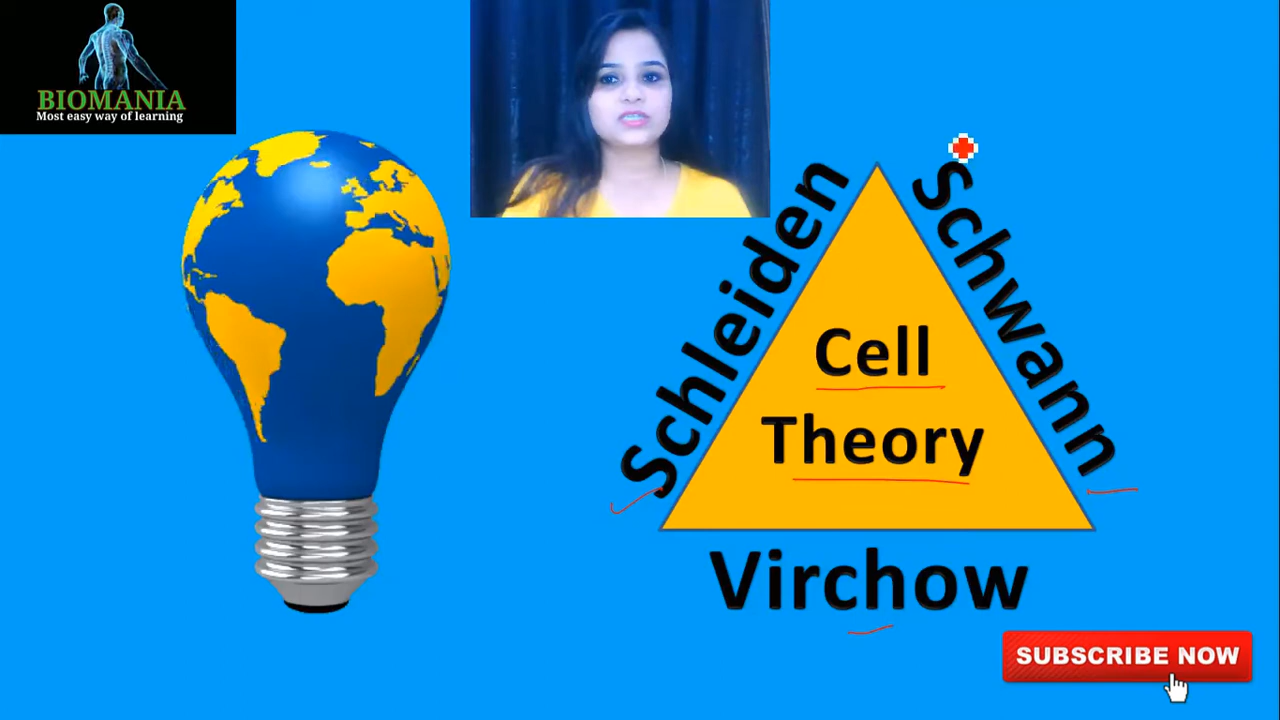 BIOMANIA
Most easy way of learning
Schleiden
Schwann
Cell
Theory
Virchow
SUBSCRIBE NOW